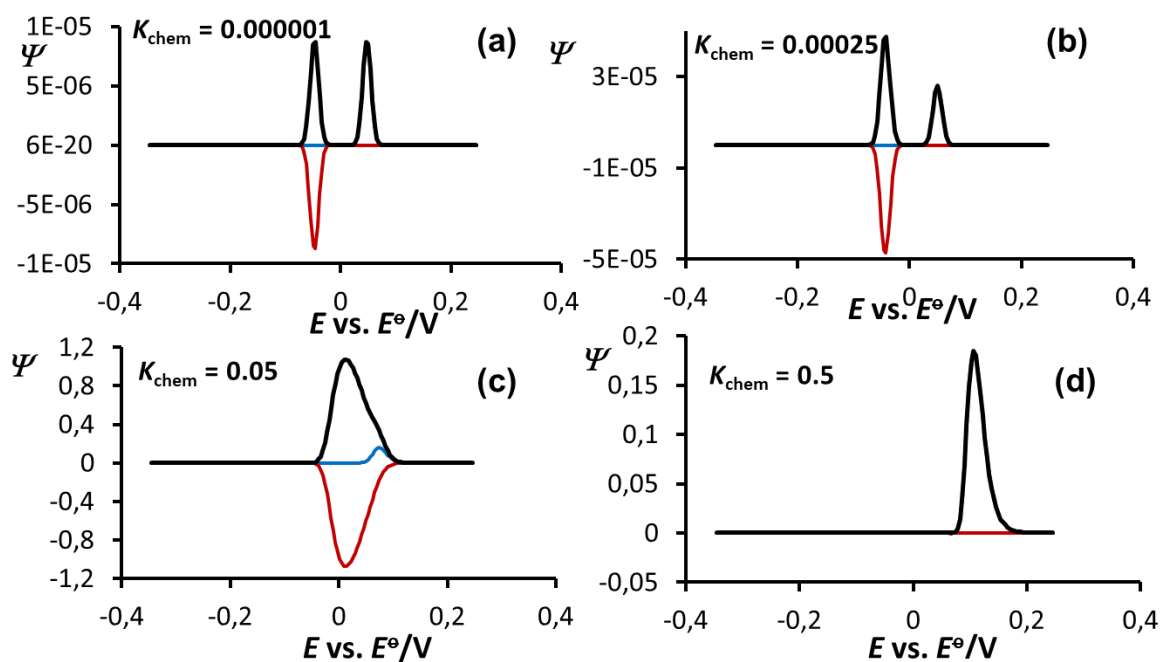 1E-05
5E-06
6E-20
-5E-06
-1E-05
Ψ
K_chem = 0.000001
(a)
-0,4 -0,2 0 0,2 0,4
E vs. E^ө/V
3E-05
-1E-05
-5E-05
Ψ
K_chem = 0.00025
(b)
-0,4 -0,2 0 0,2 0,4
E vs. E^ө/V
1,2
0,8
0,4
0
-0,4
-0,8
-1,2
Ψ
K_chem = 0.05
(c)
-0,4 -0,2 0 0,2 0,4
E vs. E^ө/V
0,2
0,15
0,1
0,05
0
-0,05
Ψ
K_chem = 0.5
(d)
-0,4 -0,2 0 0,2 0,4
E vs. E^ө/V